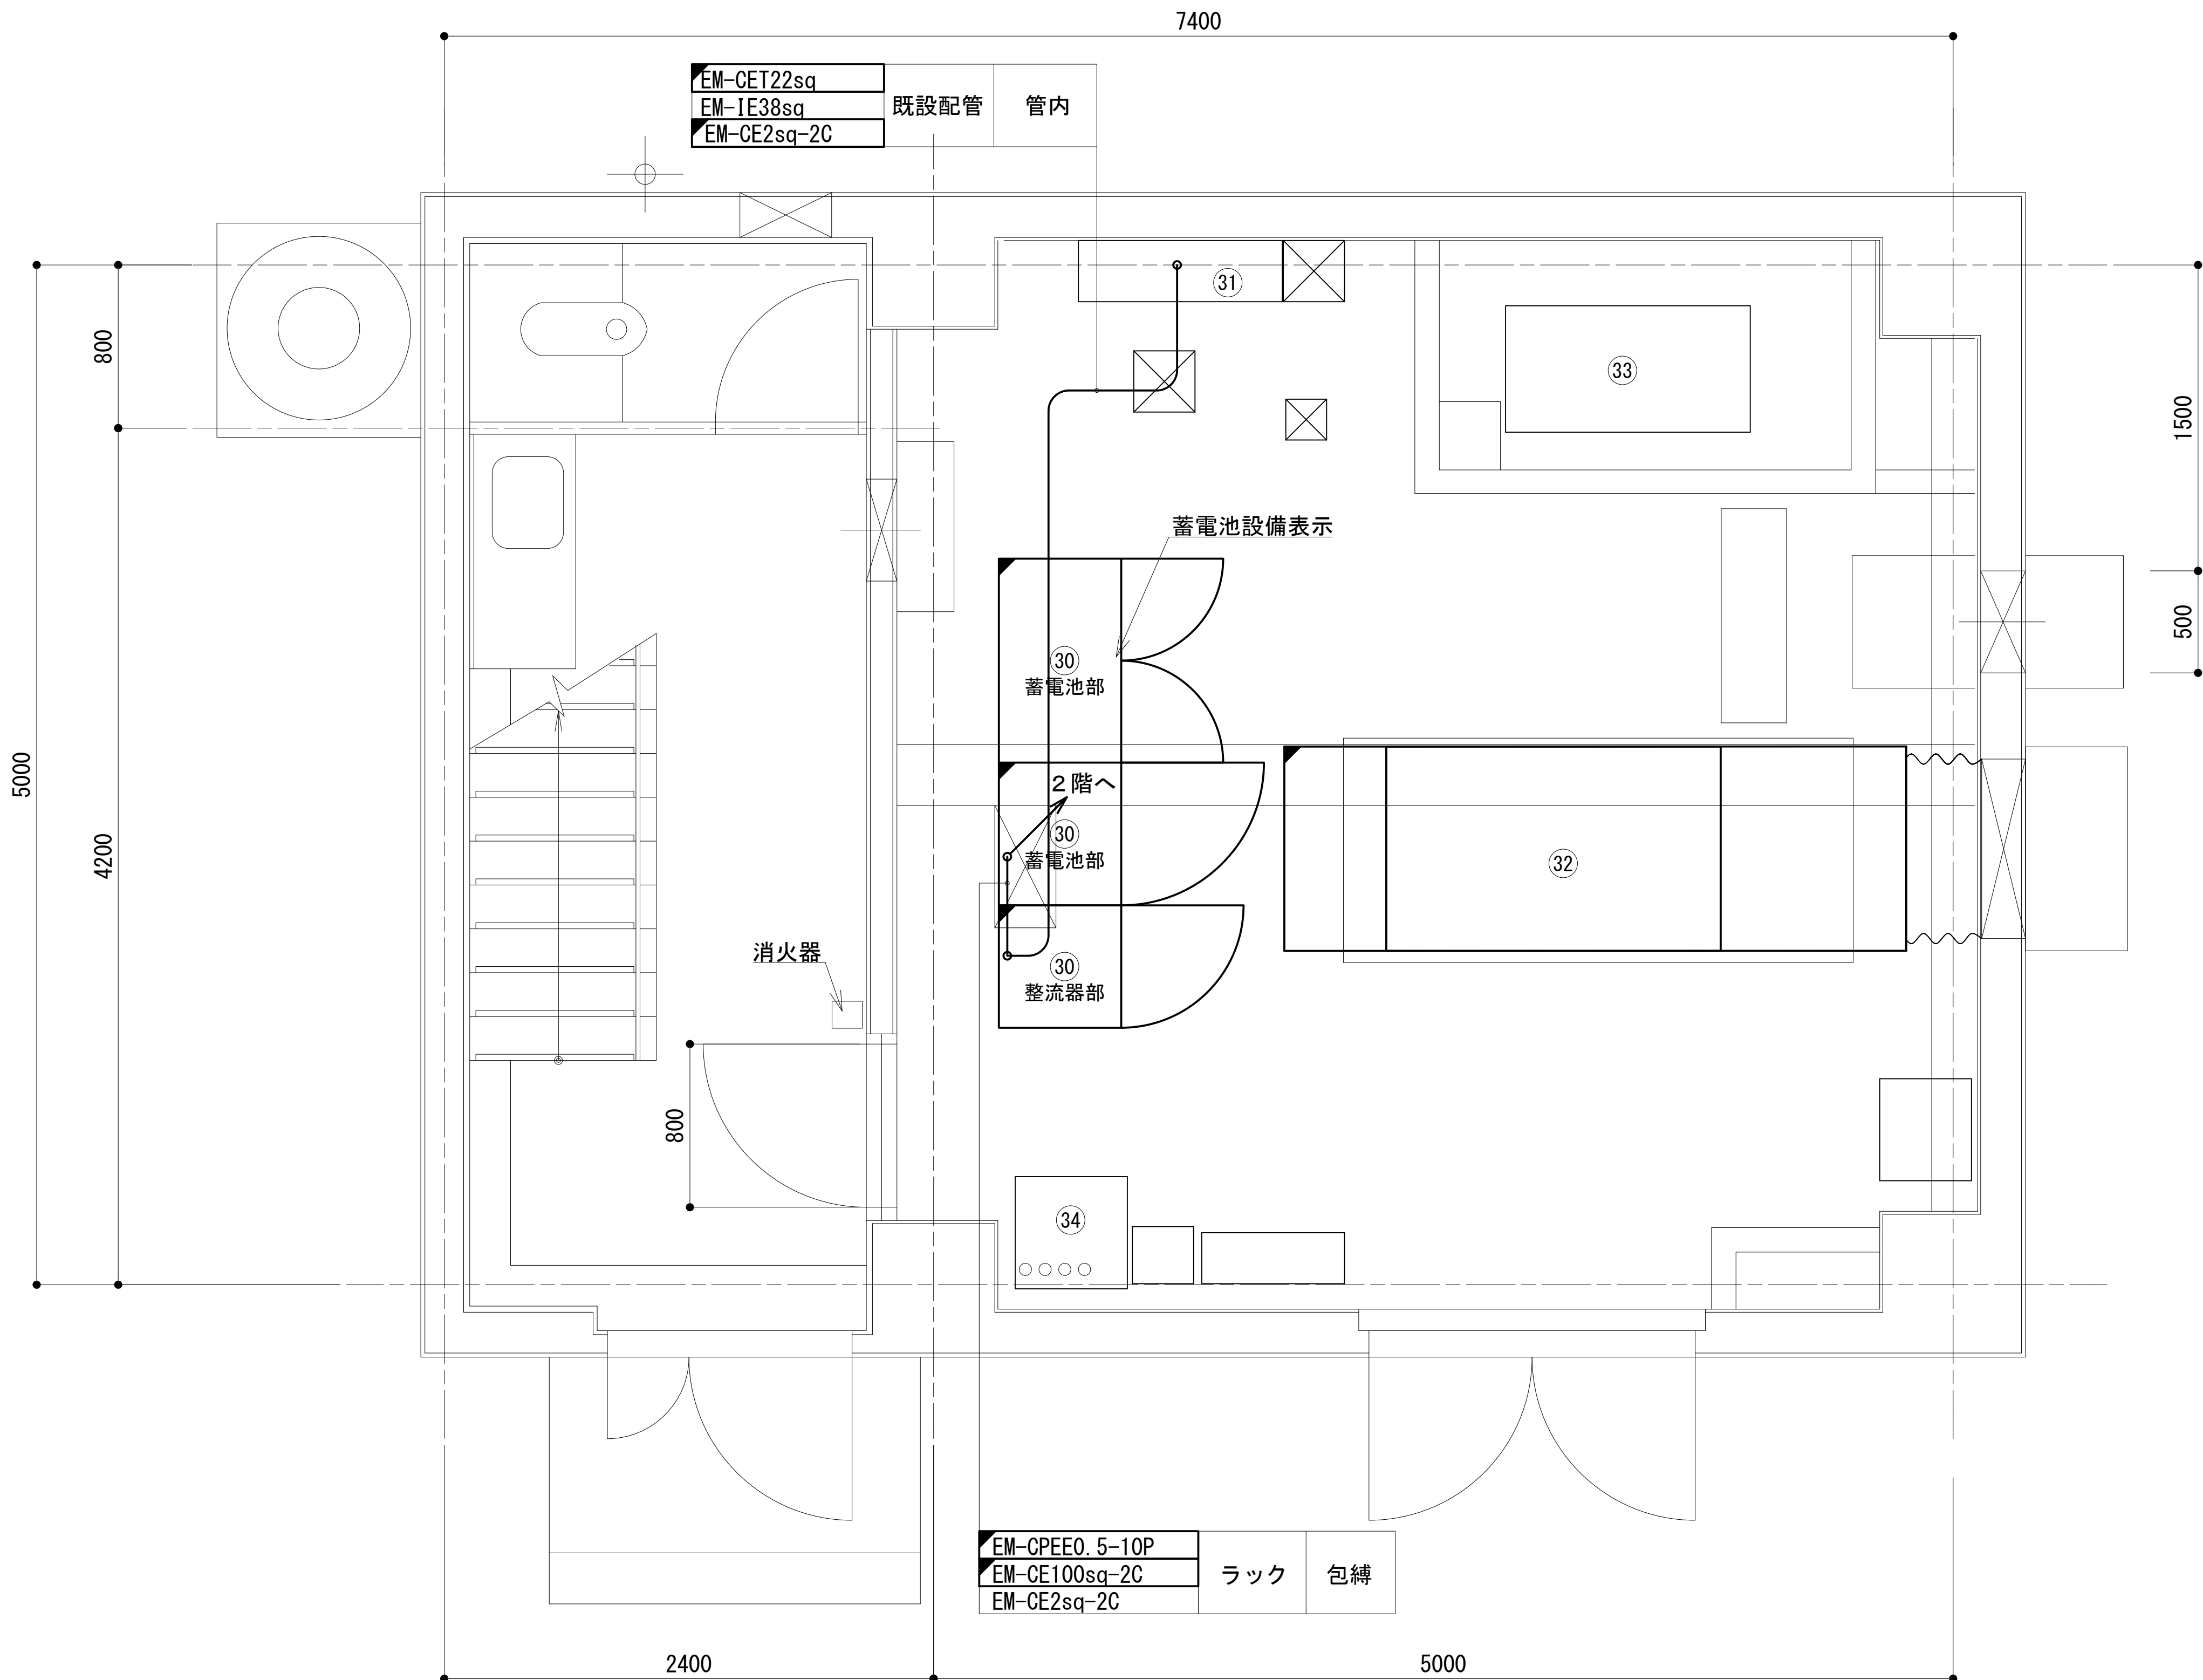 7400
EM-CET22sq
EM-IE38sq
EM-CE2sq-2C
既設配管
管内
31
33
800
1500
蓄電池設備表示
500
30
蓄電池部
2階へ
30
蓄電池部
5000
4200
32
消火器
30
整流器部
800
34
EM-CPEE0.5-10P
EM-CE100sq-2C
EM-CE2sq-2C
ラック
包縛
2400
5000